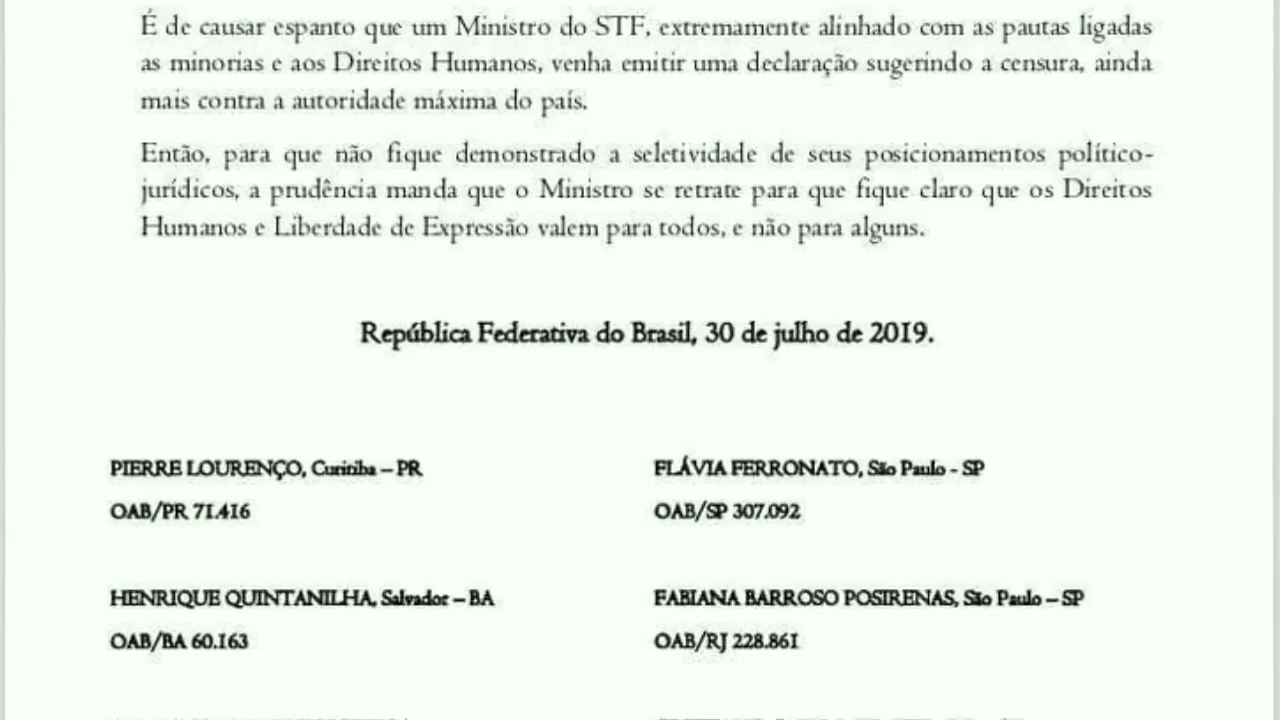 É de causar espanto que um Ministro do STF, extremamente alinhado com as pautas ligadas
as minorias e aos Direitos Humanos, venha emitir uma declaração sugerindo a censura, ainda
mais contra a autoridade máxima do país.
Então, para que não fique demonstrado a seletividade de seus posicionamentos político-
jurídicos, a prudência manda que o Ministro se retrate para que fique claro que os Direitos
Humanos e Liberdade de Expressão valem para todos, e não para alguns.
República Federativa do Brasil, 30 de julho de 2019.
PIERRE LOURENÇO, Curitiba – PR
OAB/PR 71.416
FLÁVIA FERRONATO, São Paulo - SP
OAB/SP 307.092
HENRIQUE QUINTANILHA, Salvador – BA
OAB/BA 60.163
FABIANA BARROSO POSIRENAS, São Paulo – SP
OAB/RJ 228.861